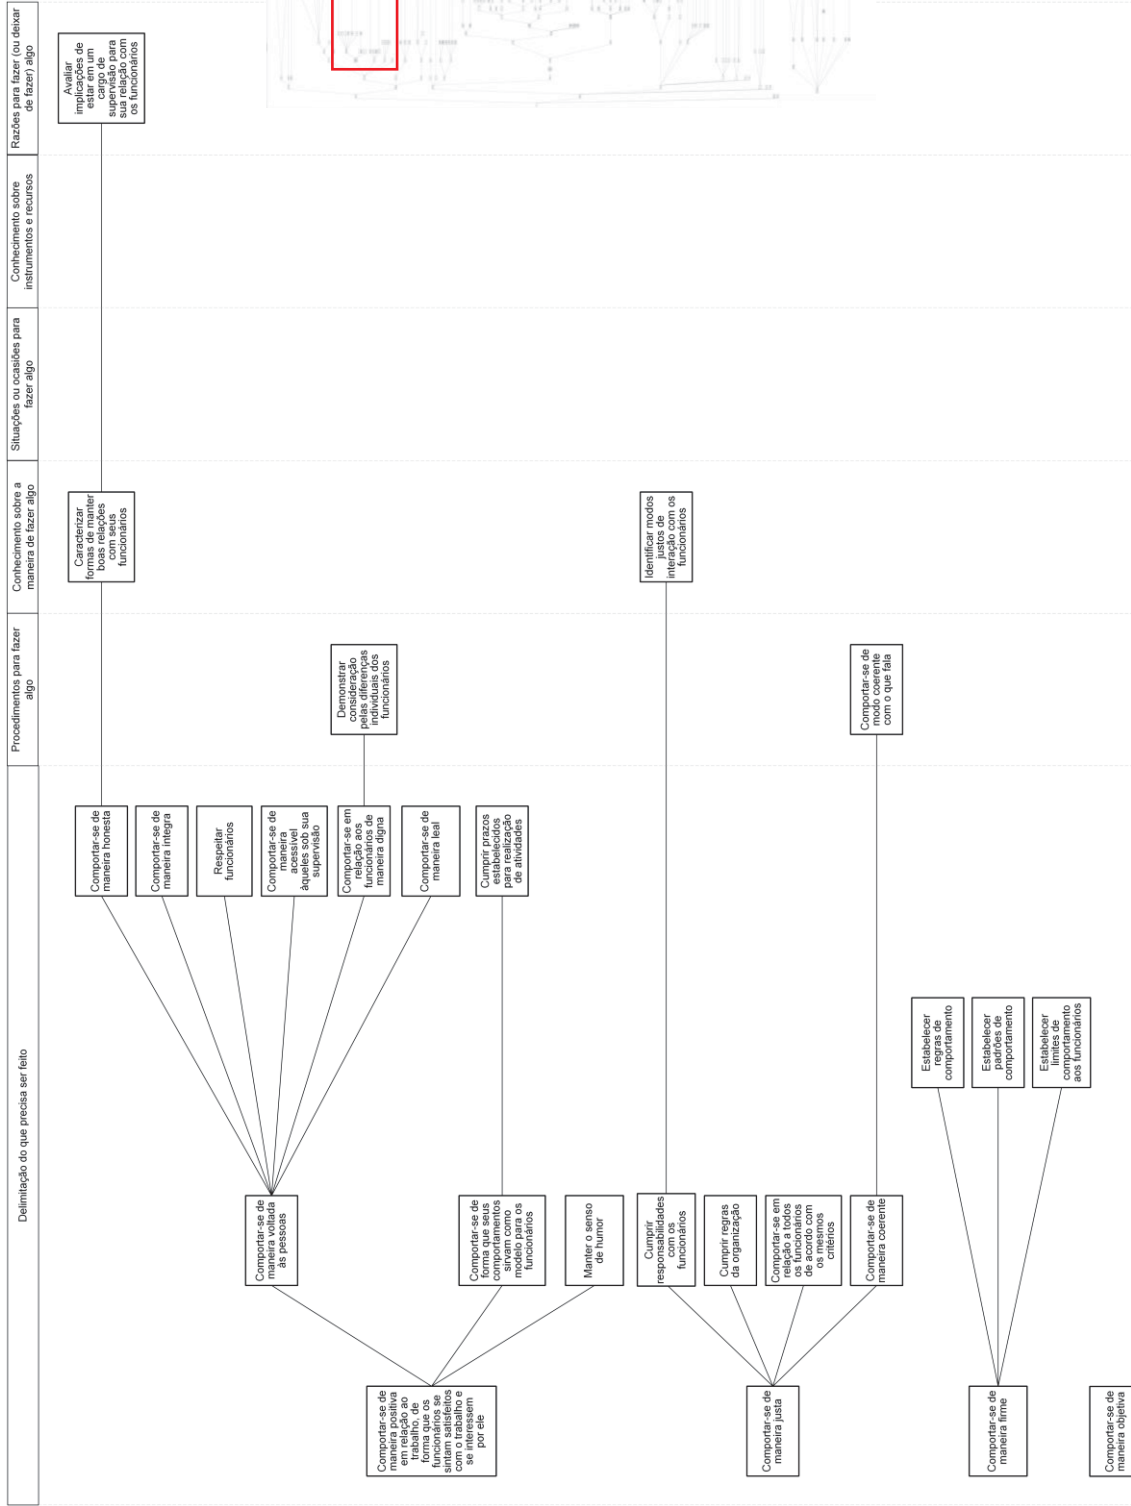 Delimitação do que precisa ser feito
Procedimentos para fazer
algo
Conhecimento sobre a
maneira de fazer algo
Situações ou ocasiões para
fazer algo
Conhecimento sobre
instrumentos e recursos
Razões para fazer (ou deixar
de fazer) algo
Comportar-se de
maneira positiva
em relação ao
trabalho, de
forma que os
funcionários se
sintam satisfeitos
com o trabalho e
se interessem
por ele
Comportar-se de
maneira voltada
às pessoas
Comportar-se de
maneira honesta
Caracterizar
formas de manter
boas relações
com seus
funcionários
Avaliar
implicações de
estar em um
cargo de
supervisão para
sua relação com
os funcionários
Comportar-se de
maneira integra
Respeitar
funcionários
Comportar-se de
maneira
acessível
àqueles sob sua
supervisão
Comportar-se em
relação aos
funcionários de
maneira digna
Demonstrar
consideração
pelas diferenças
individuais dos
funcionários
Comportar-se de
maneira leal
Comportar-se de
forma que seus
comportamentos
sirvam como
modelo para os
funcionários
Cumprir prazos
estabelecidos
para realização
de atividades
Manter o senso
de humor
Comportar-se de
maneira justa
Cumprir
responsabilidades
com os
funcionários
Identificar modos
justos de
interação com os
funcionários
Cumprir regras
da organização
Comportar-se em
relação a todos
os funcionários
de acordo com
os mesmos
critérios
Comportar-se de
maneira coerente
Comportar-se de
modo coerente
com o que fala
Comportar-se de
maneira firme
Estabelecer
regras de
comportamento
Estabelecer
padrões de
comportamento
Estabelecer
limites de
comportamento
aos funcionários
Comportar-se de
maneira objetiva